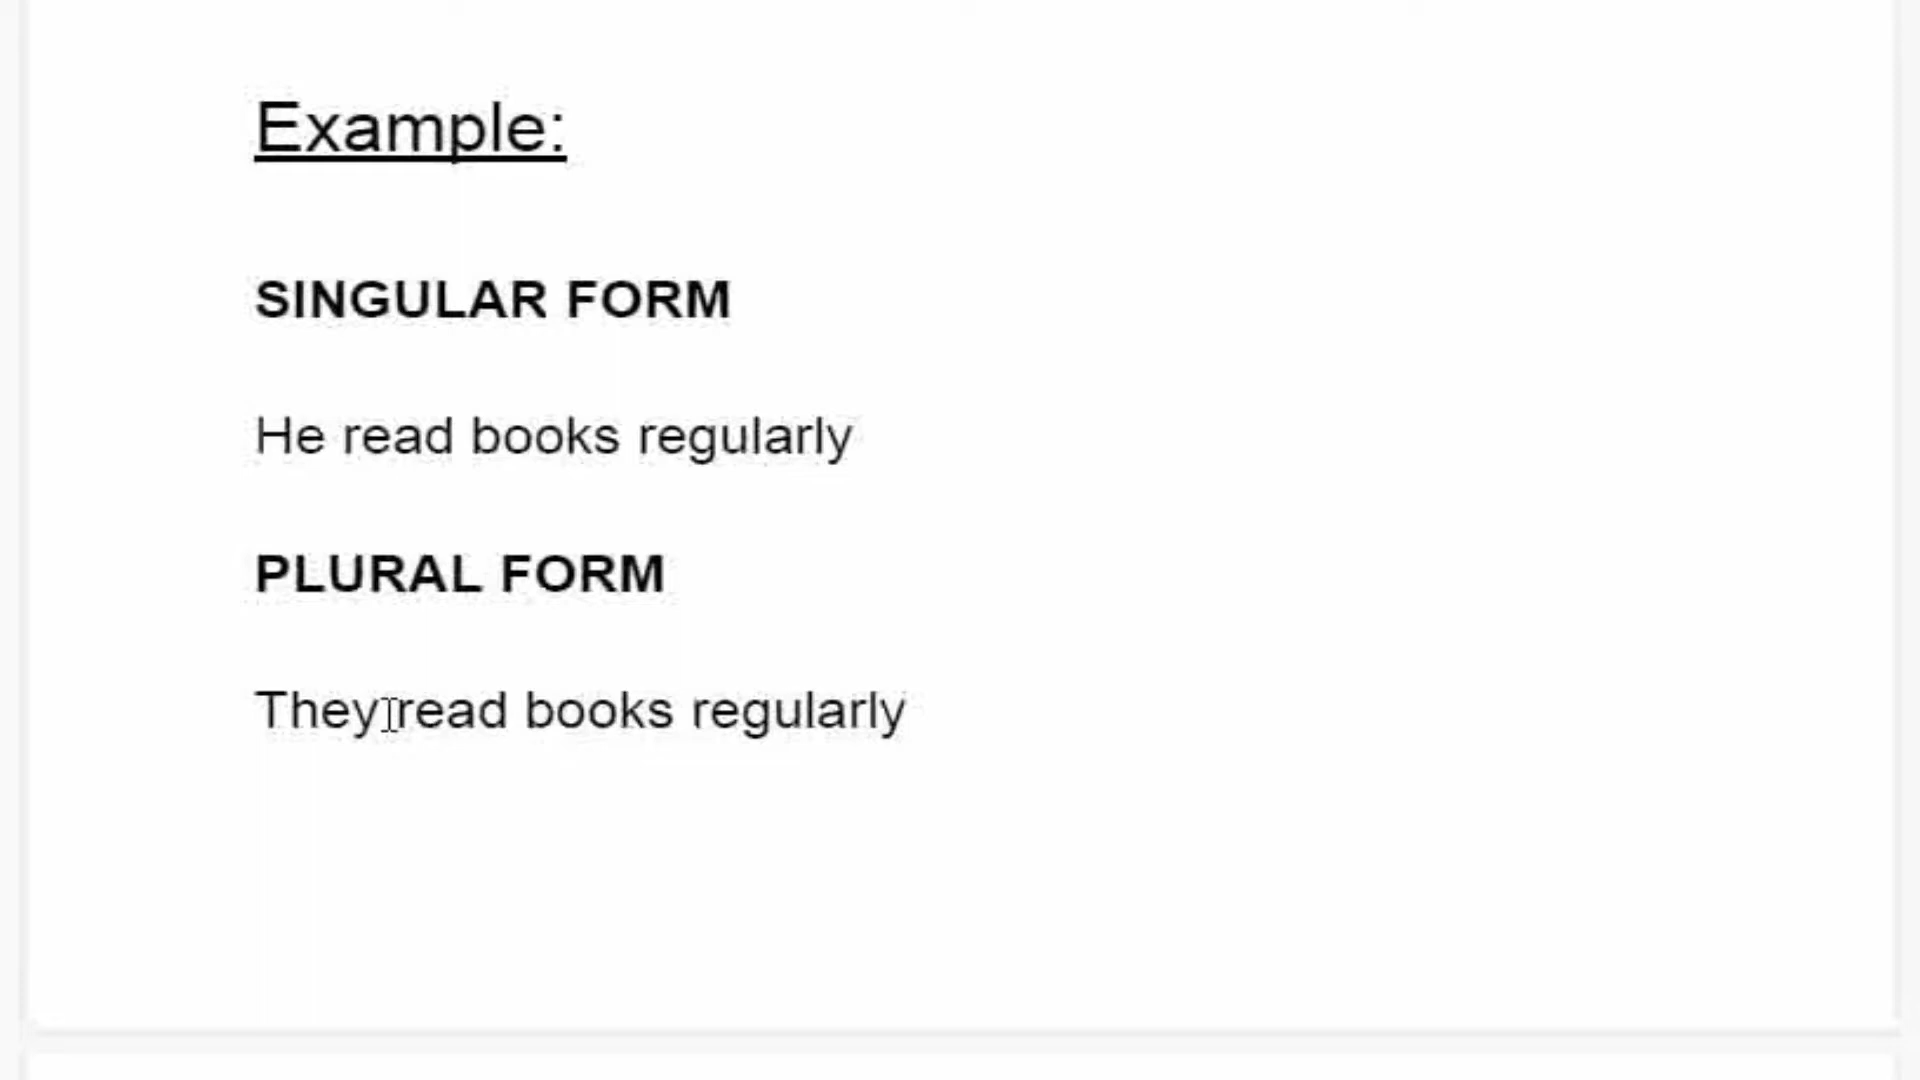 Example:
SINGULAR FORM
He read books regularly
PLURAL FORM
They read books regularly